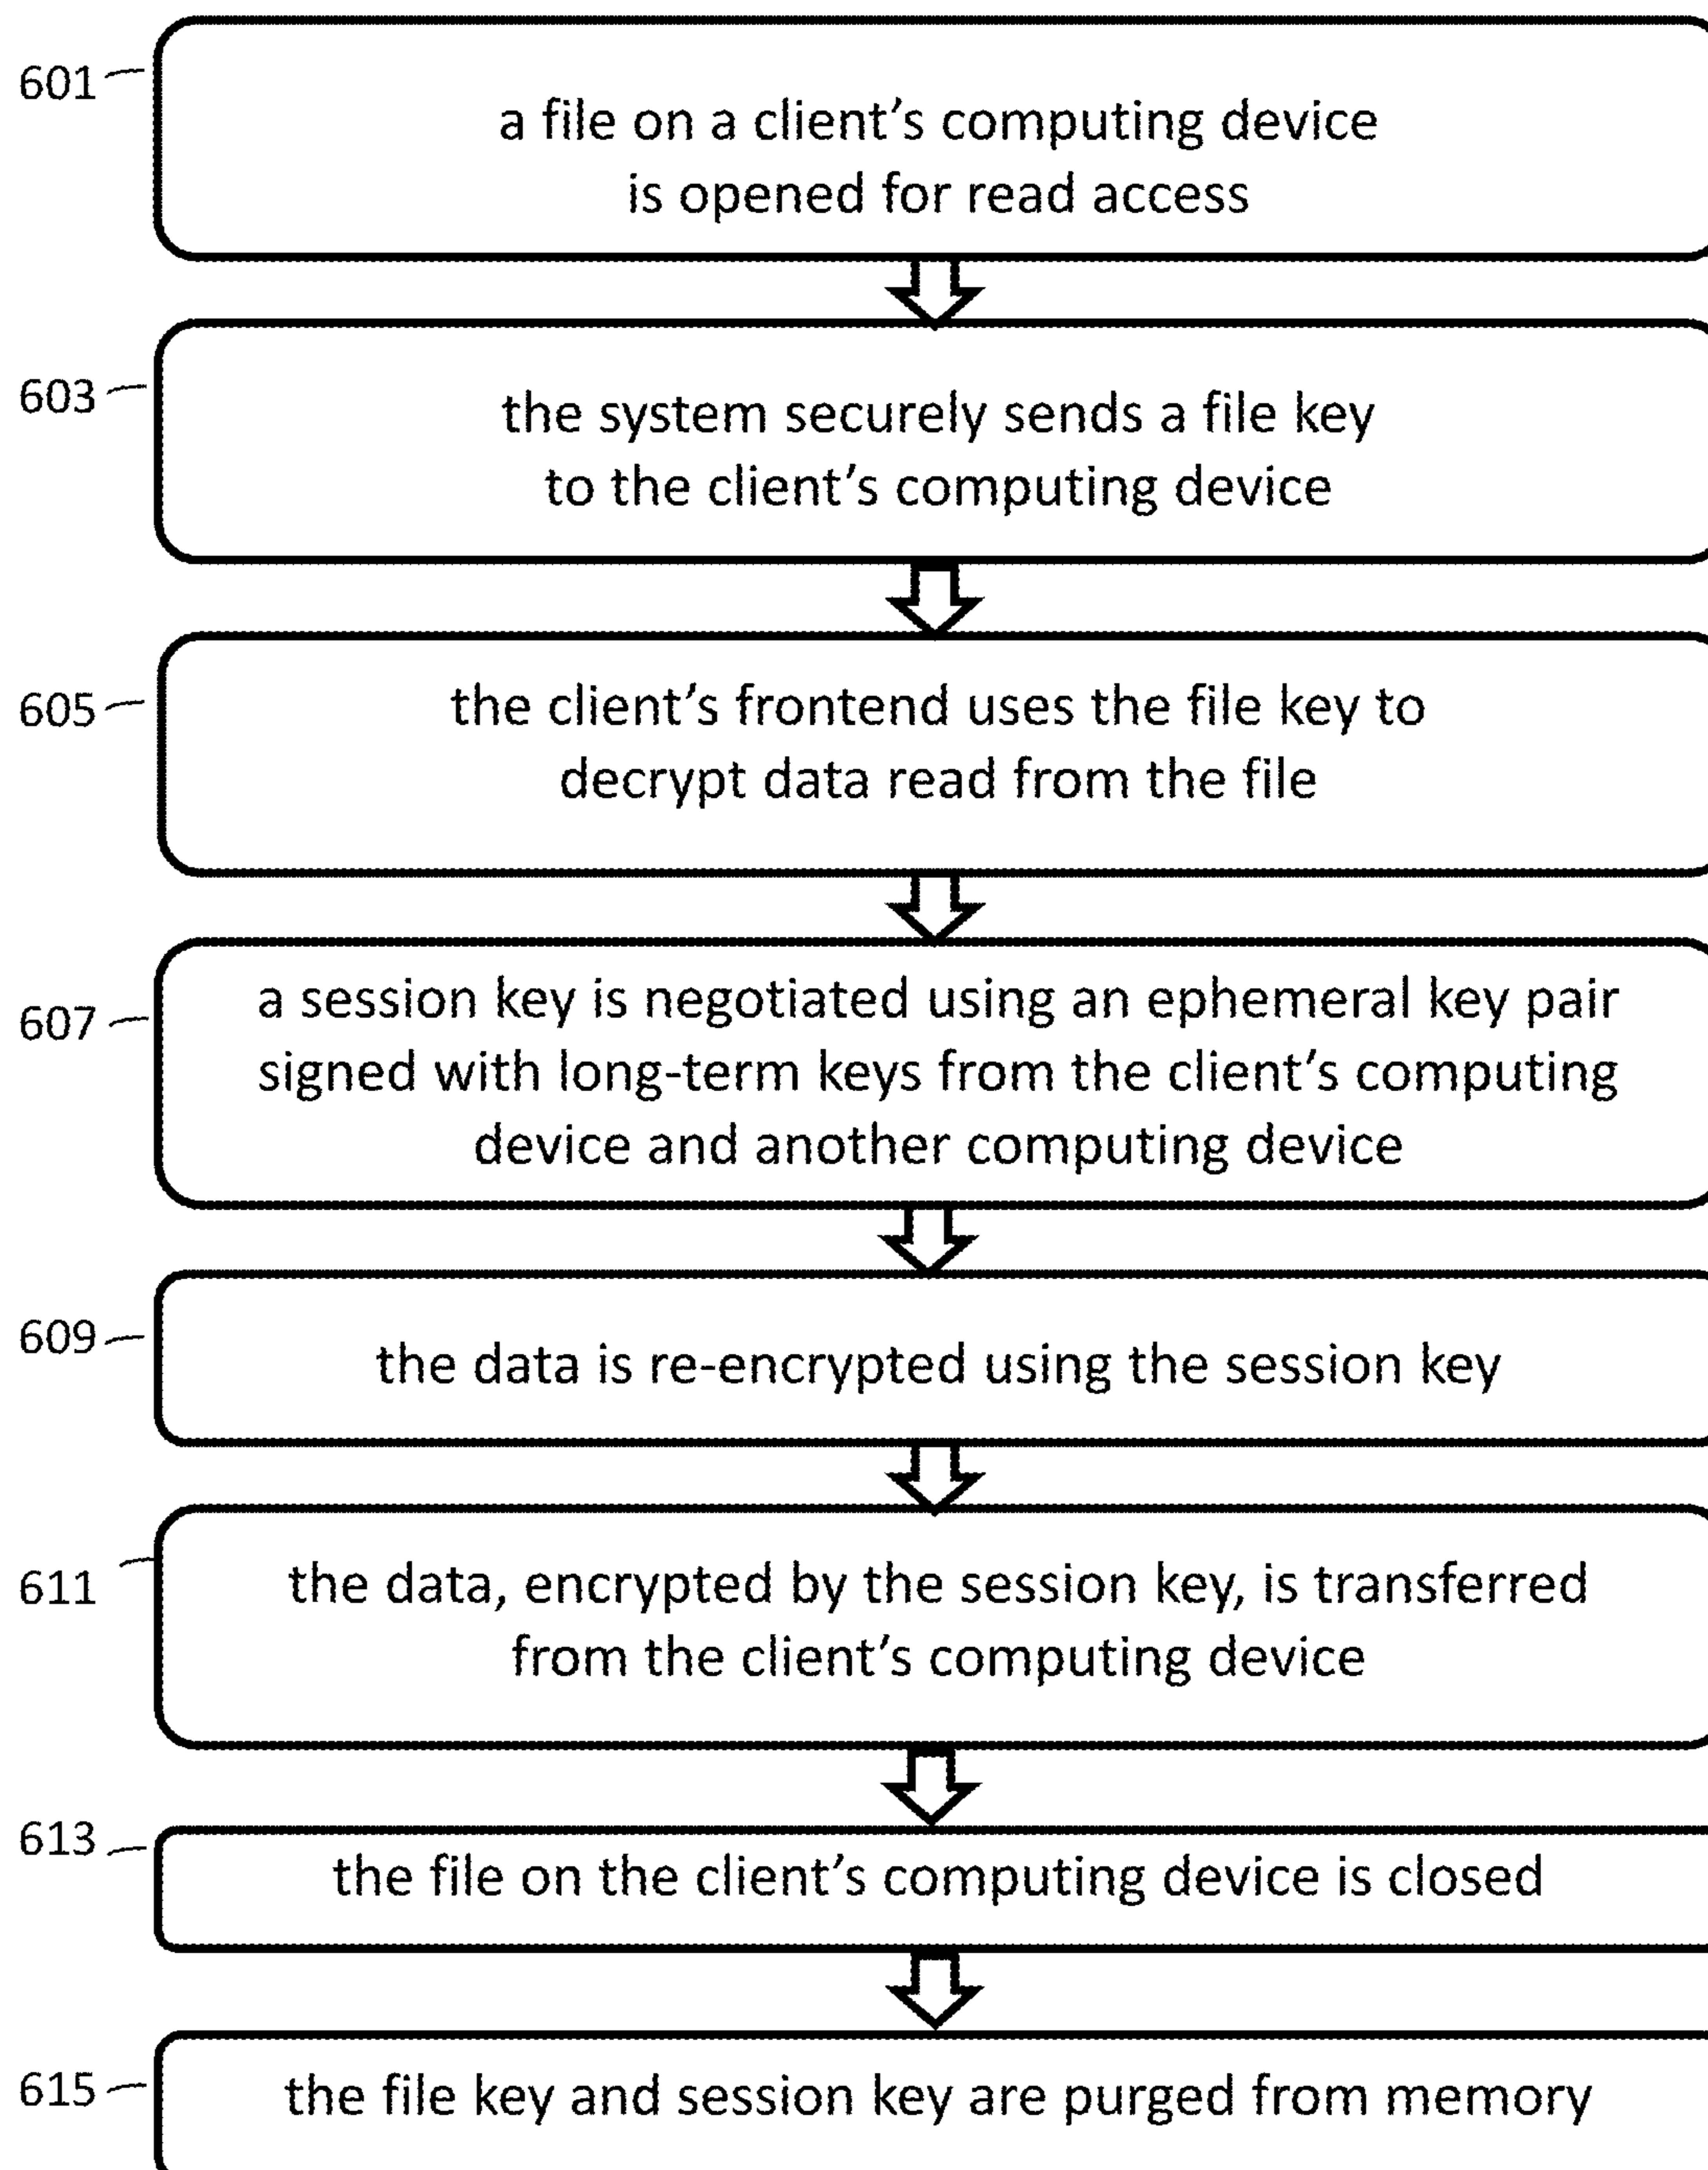 601
a file on a client's computing device
is opened for read access
603
the system securely sends a file key
to the client's computing device
605
the client's frontend uses the file key to
decrypt data read from the file
607
a session key is negotiated using an ephemeral key pair
signed with long-term keys from the client's computing
device and another computing device
609
the data is re-encrypted using the session key
611
the data, encrypted by the session key, is transferred
from the client's computing device
613
the file on the client's computing device is closed
615
the file key and session key are purged from memory